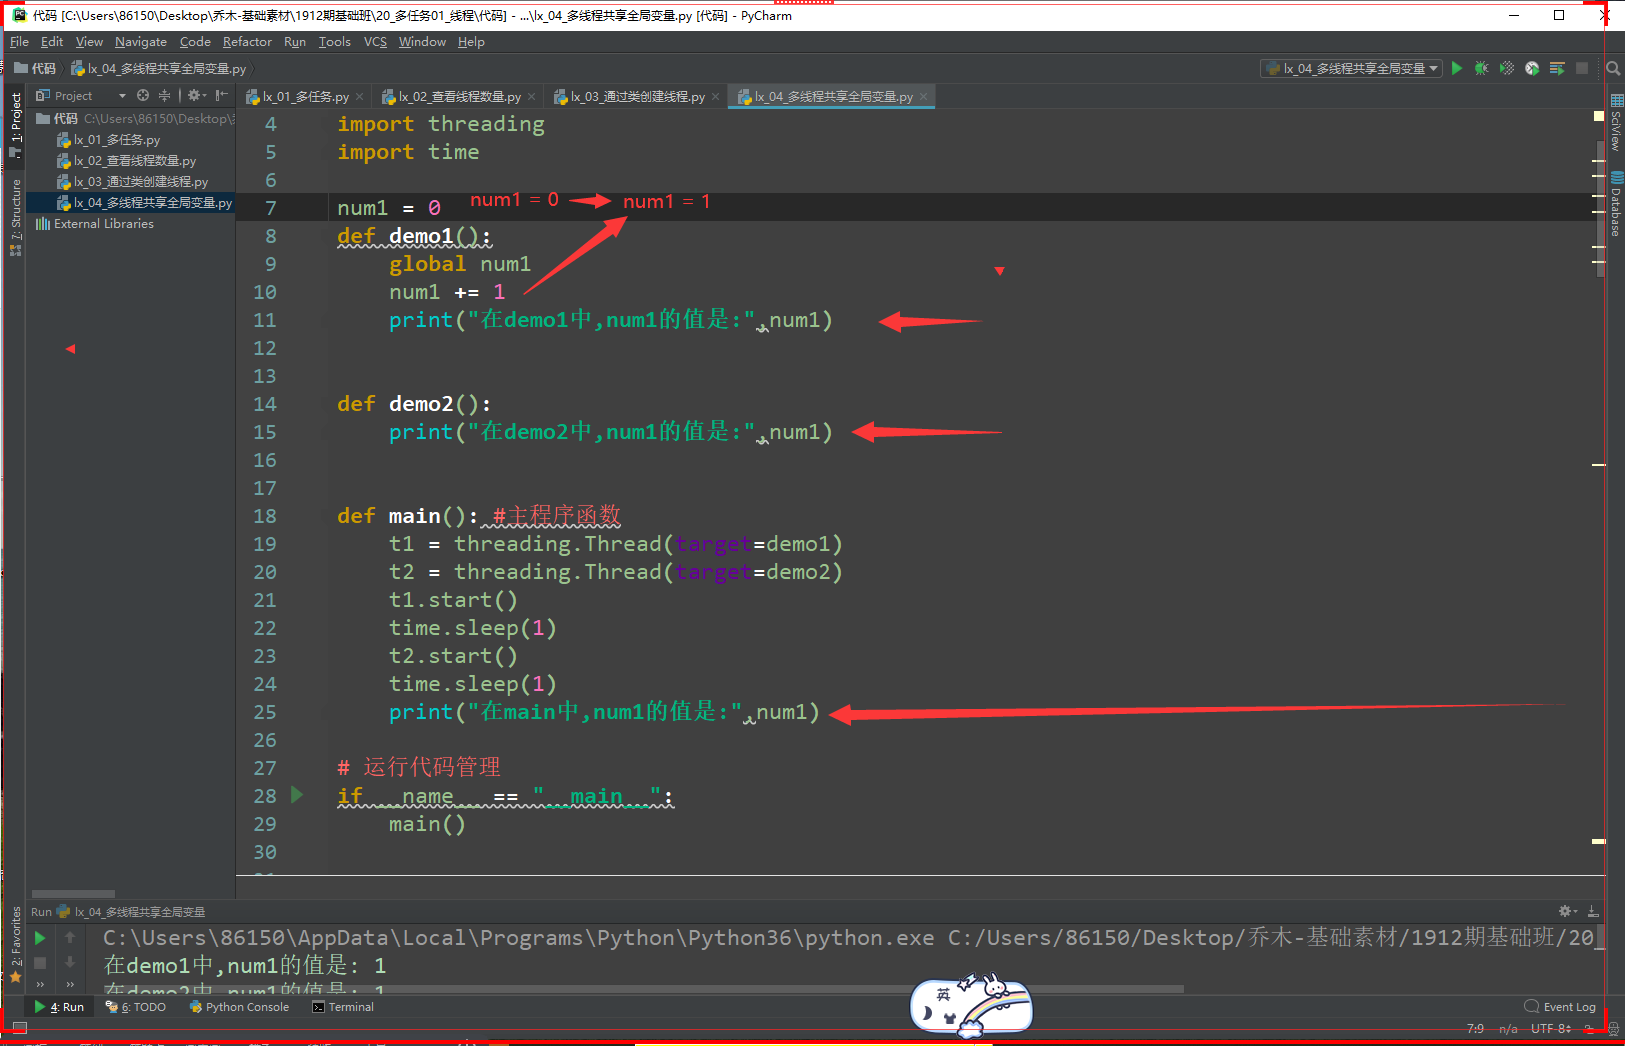 代码 [C:\Users\86150\Desktop\乔木-基础素材\1912期基础班\20_多任务01_线程\代码] - ...\lx_04_多线程共享全局变量.py [代码] - PyCharm
File Edit View Navigate Code Refactor Run Tools VCS Window Help
代码 lx_04_多线程共享全局变量.py
lx_04_多线程共享全局变量
Project
lx_01_多任务.py lx_02_查看线程数量.py lx_03_通过类创建线程.py lx_04_多线程共享全局变量.py
1: Project
7: Structure
2: Favorites
SciView
Database
代码 C:\Users\86150\Desktop\
lx_01_多任务.py
lx_02_查看线程数量.py
lx_03_通过类创建线程.py
lx_04_多线程共享全局变量.py
External Libraries
4 import threading
5 import time
6
7 num1 = 0 num1 = 0 num1 = 1
8 def demo1():
9 global num1
10 num1 += 1
11 print("在demo1中,num1的值是:",num1)
12
13
14 def demo2():
15 print("在demo2中,num1的值是:",num1)
16
17
18 def main(): #主程序函数
19 t1 = threading.Thread(target=demo1)
20 t2 = threading.Thread(target=demo2)
21 t1.start()
22 time.sleep(1)
23 t2.start()
24 time.sleep(1)
25 print("在main中,num1的值是:",num1)
26
27 # 运行代码管理
28 if __name__ == "__main__":
29 main()
30
Run lx_04_多线程共享全局变量
C:\Users\86150\AppData\Local\Programs\Python\Python36\python.exe C:/Users/86150/Desktop/乔木-基础素材/1912期基础班/20_
在demo1中,num1的值是: 1
在demo2中,num1的值是: 1
英
4: Run 6: TODO Python Console Terminal Event Log
7:9 n/a UTF-8